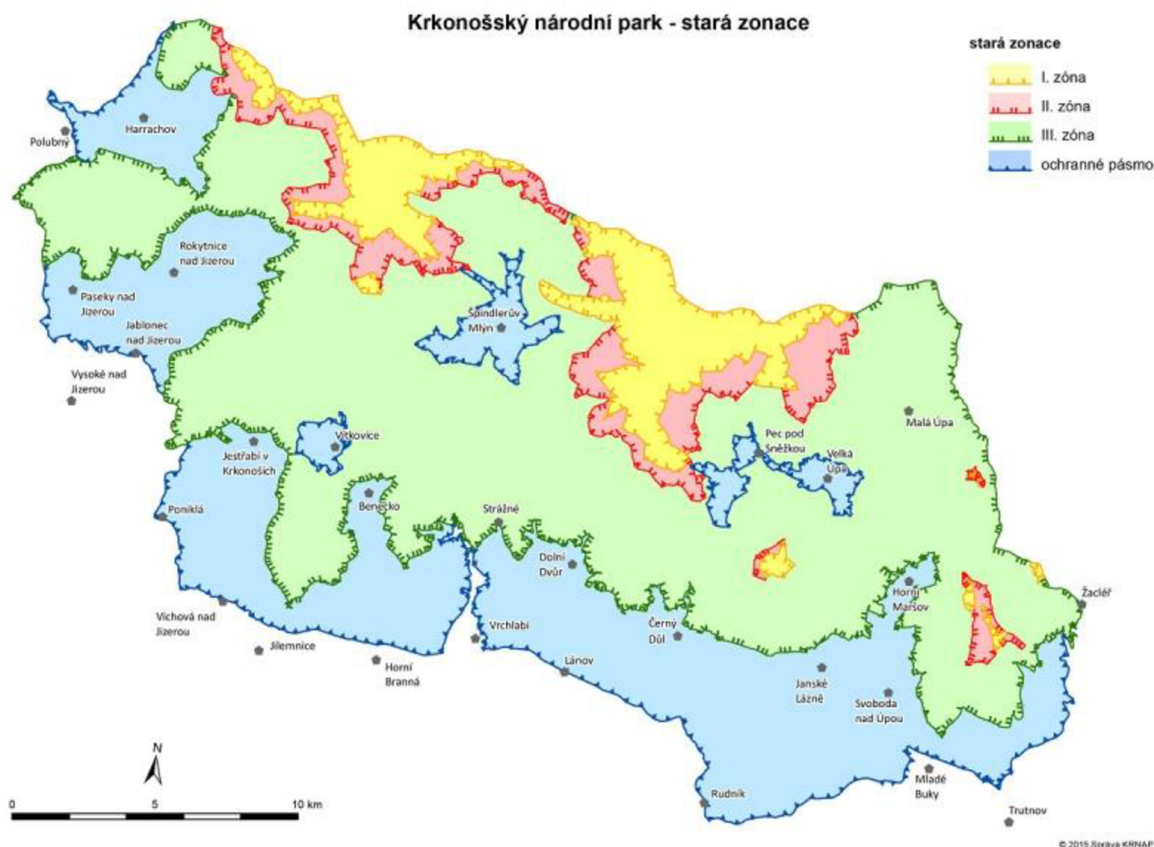 Krkonošský národní park - stará zonace
stará zonace
I. zóna
II. zóna
III. zóna
ochranné pásmo
Harrachov
Polubný
Rokytnice
nad Jizerou
Paseky nad
Jizerou
Jablonec
nad Jizerou
Vysoké nad
Jizerou
Špindlerův
Mlýn
Malá Úpa
Pec pod
Sněžkou
Velká
Úpa
Vítkovice
Jestřabí v
Krkonoších
Benecko
Poniklá
Strážné
Dolní
Dvůr
Horní
Maršov
Žacléř
Víchová nad
Jizerou
Jilemnice
Horní
Branná
Vrchlabí
Černý
Důl
Lánov
Janské
Lázně
Svoboda
nad Úpou
Mladé
Buky
Rudník
Trutnov
N
0 5 10 km
© 2015 Správa KRNAP